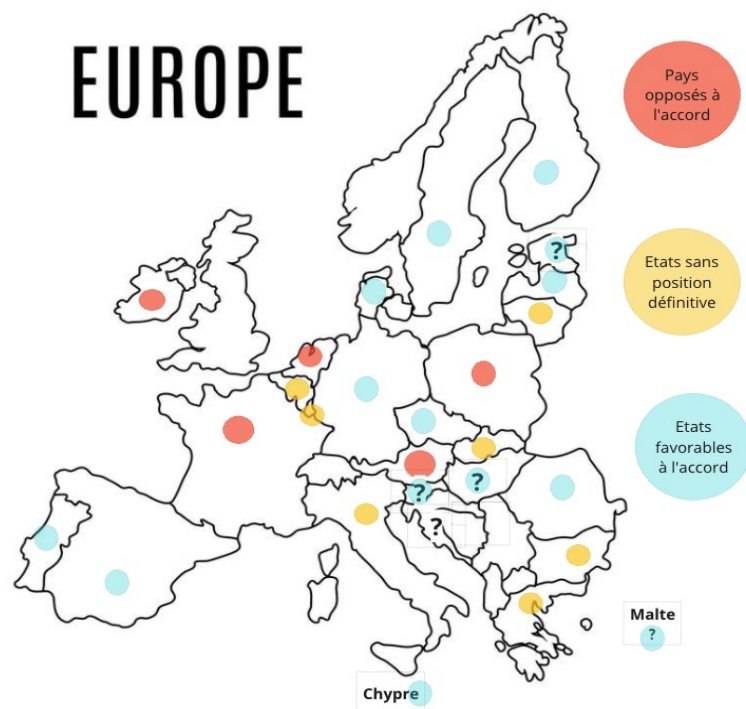 EUROPE
Pays
opposés à
l'accord
Etats sans
position
définitive
Etats
favorables
à l'accord
?
?
?
?
Malte
?
Chypre